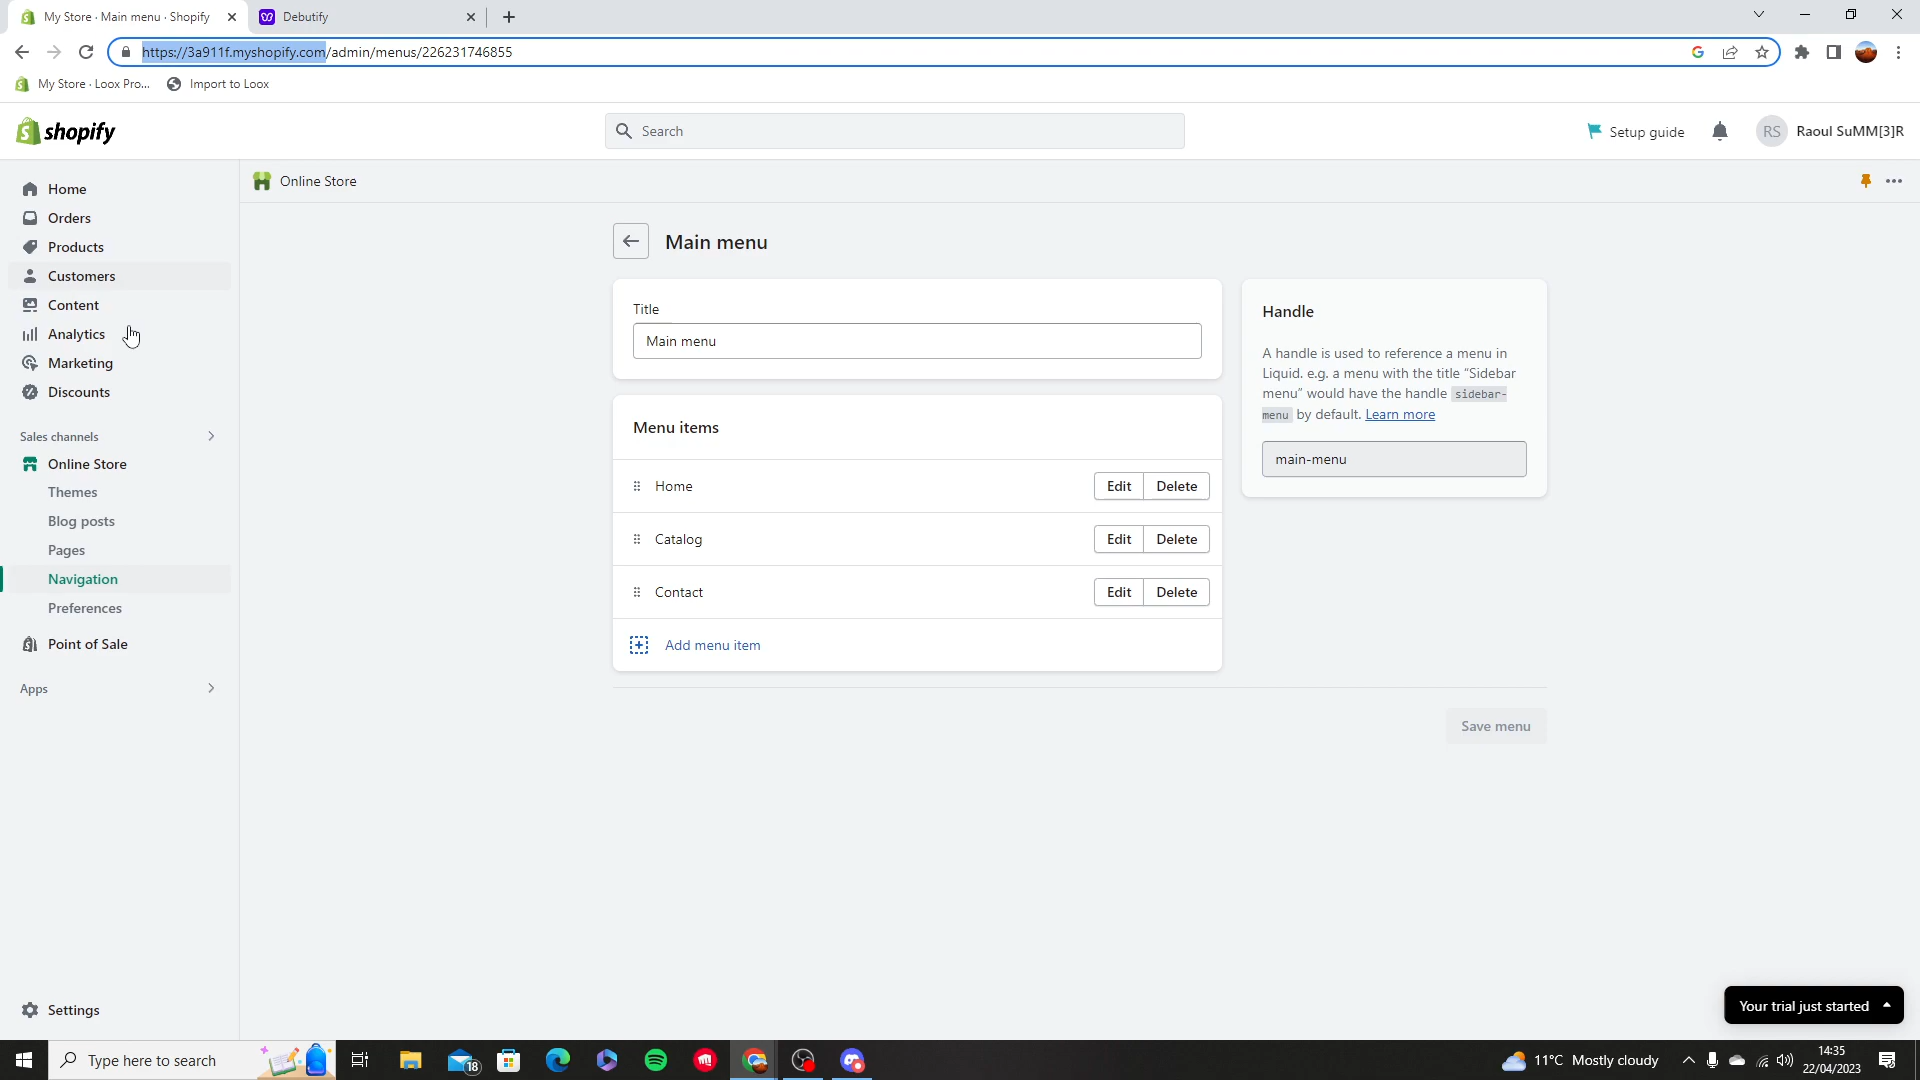 My Store · Main menu · Shopify
Debutify
https://3a911f.myshopify.com/admin/menus/226231746855
My Store · Loox Pro...
Import to Loox
shopify
Search
Setup guide
RS
Raoul SuMM[3]R
Home
Orders
Products
Customers
Content
Analytics
Marketing
Discounts
Sales channels
Online Store
Themes
Blog posts
Pages
Navigation
Preferences
Point of Sale
Apps
Settings
Online Store
Main menu
Title
Main menu
Menu items
Home
Edit
Delete
Catalog
Edit
Delete
Contact
Edit
Delete
Add menu item
Handle
A handle is used to reference a menu in
Liquid. e.g. a menu with the title “Sidebar
menu” would have the handle sidebar-
menu by default. Learn more
main-menu
Save menu
Your trial just started
Type here to search
18
11°C Mostly cloudy
14:35
22/04/2023